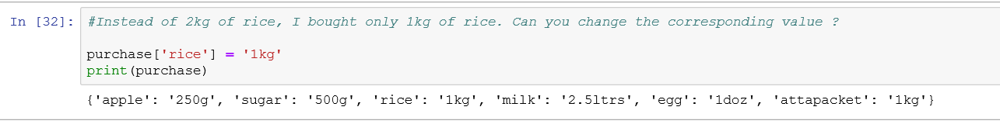 In [32]: #Instead of 2kg of rice, I bought only 1kg of rice. Can you change the corresponding value ?
purchase['rice'] = '1kg'
print(purchase)
{'apple': '250g', 'sugar': '500g', 'rice': '1kg', 'milk': '2.5ltrs', 'egg': '1doz', 'attapacket': '1kg'}